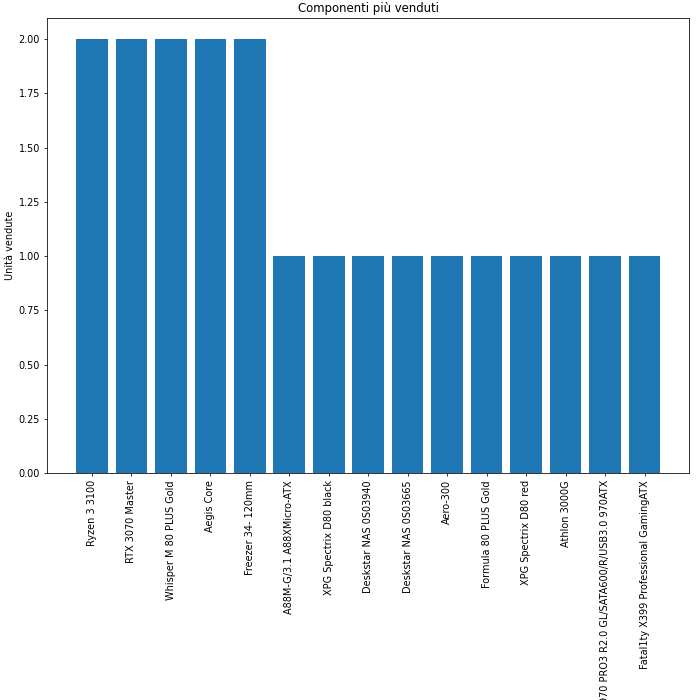 Componenti più venduti
Unità vendute
2.00
1.75
1.50
1.25
1.00
0.75
0.50
0.25
0.00
Ryzen 3 3100
RTX 3070 Master
Whisper M 80 PLUS Gold
Aegis Core
Freezer 34- 120mm
A88M-G/3.1 A88XMicro-ATX
XPG Spectrix D80 black
Deskstar NAS 0S03940
Deskstar NAS 0S03665
Aero-300
Formula 80 PLUS Gold
XPG Spectrix D80 red
Athlon 3000G
970 PRO3 R2.0 GL/SATA600/R/USB3.0 970ATX
Fatal1ty X399 Professional GamingATX